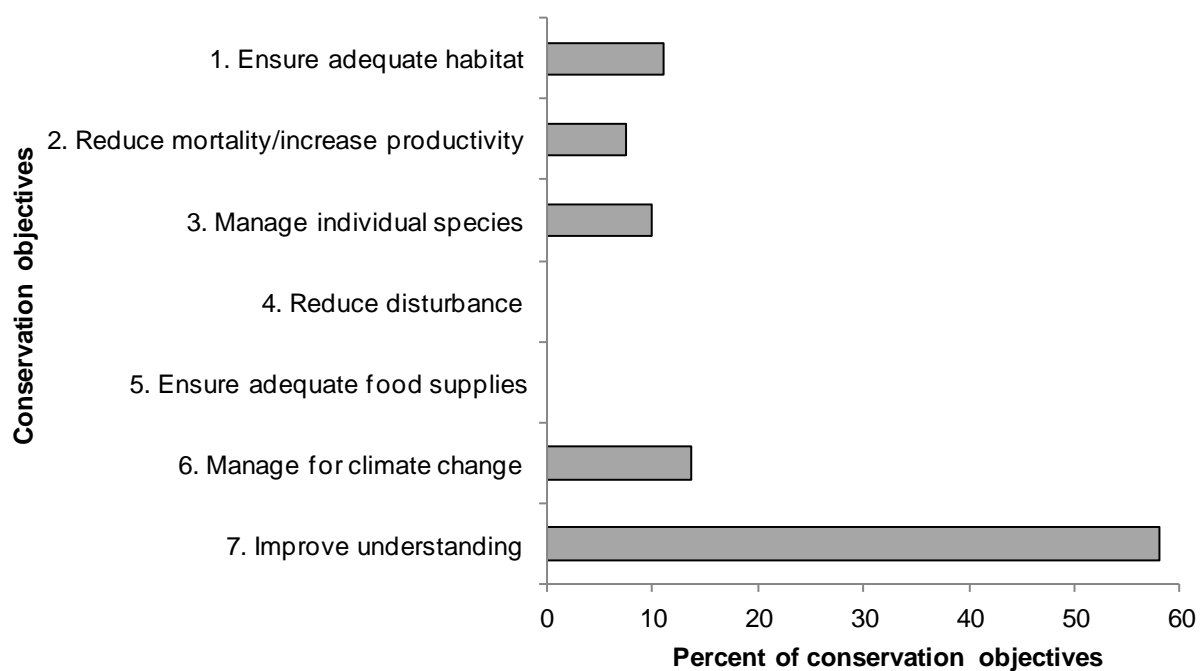 Conservation objectives
1. Ensure adequate habitat
2. Reduce mortality/increase productivity
3. Manage individual species
4. Reduce disturbance
5. Ensure adequate food supplies
6. Manage for climate change
7. Improve understanding
0 10 20 30 40 50 60
Percent of conservation objectives